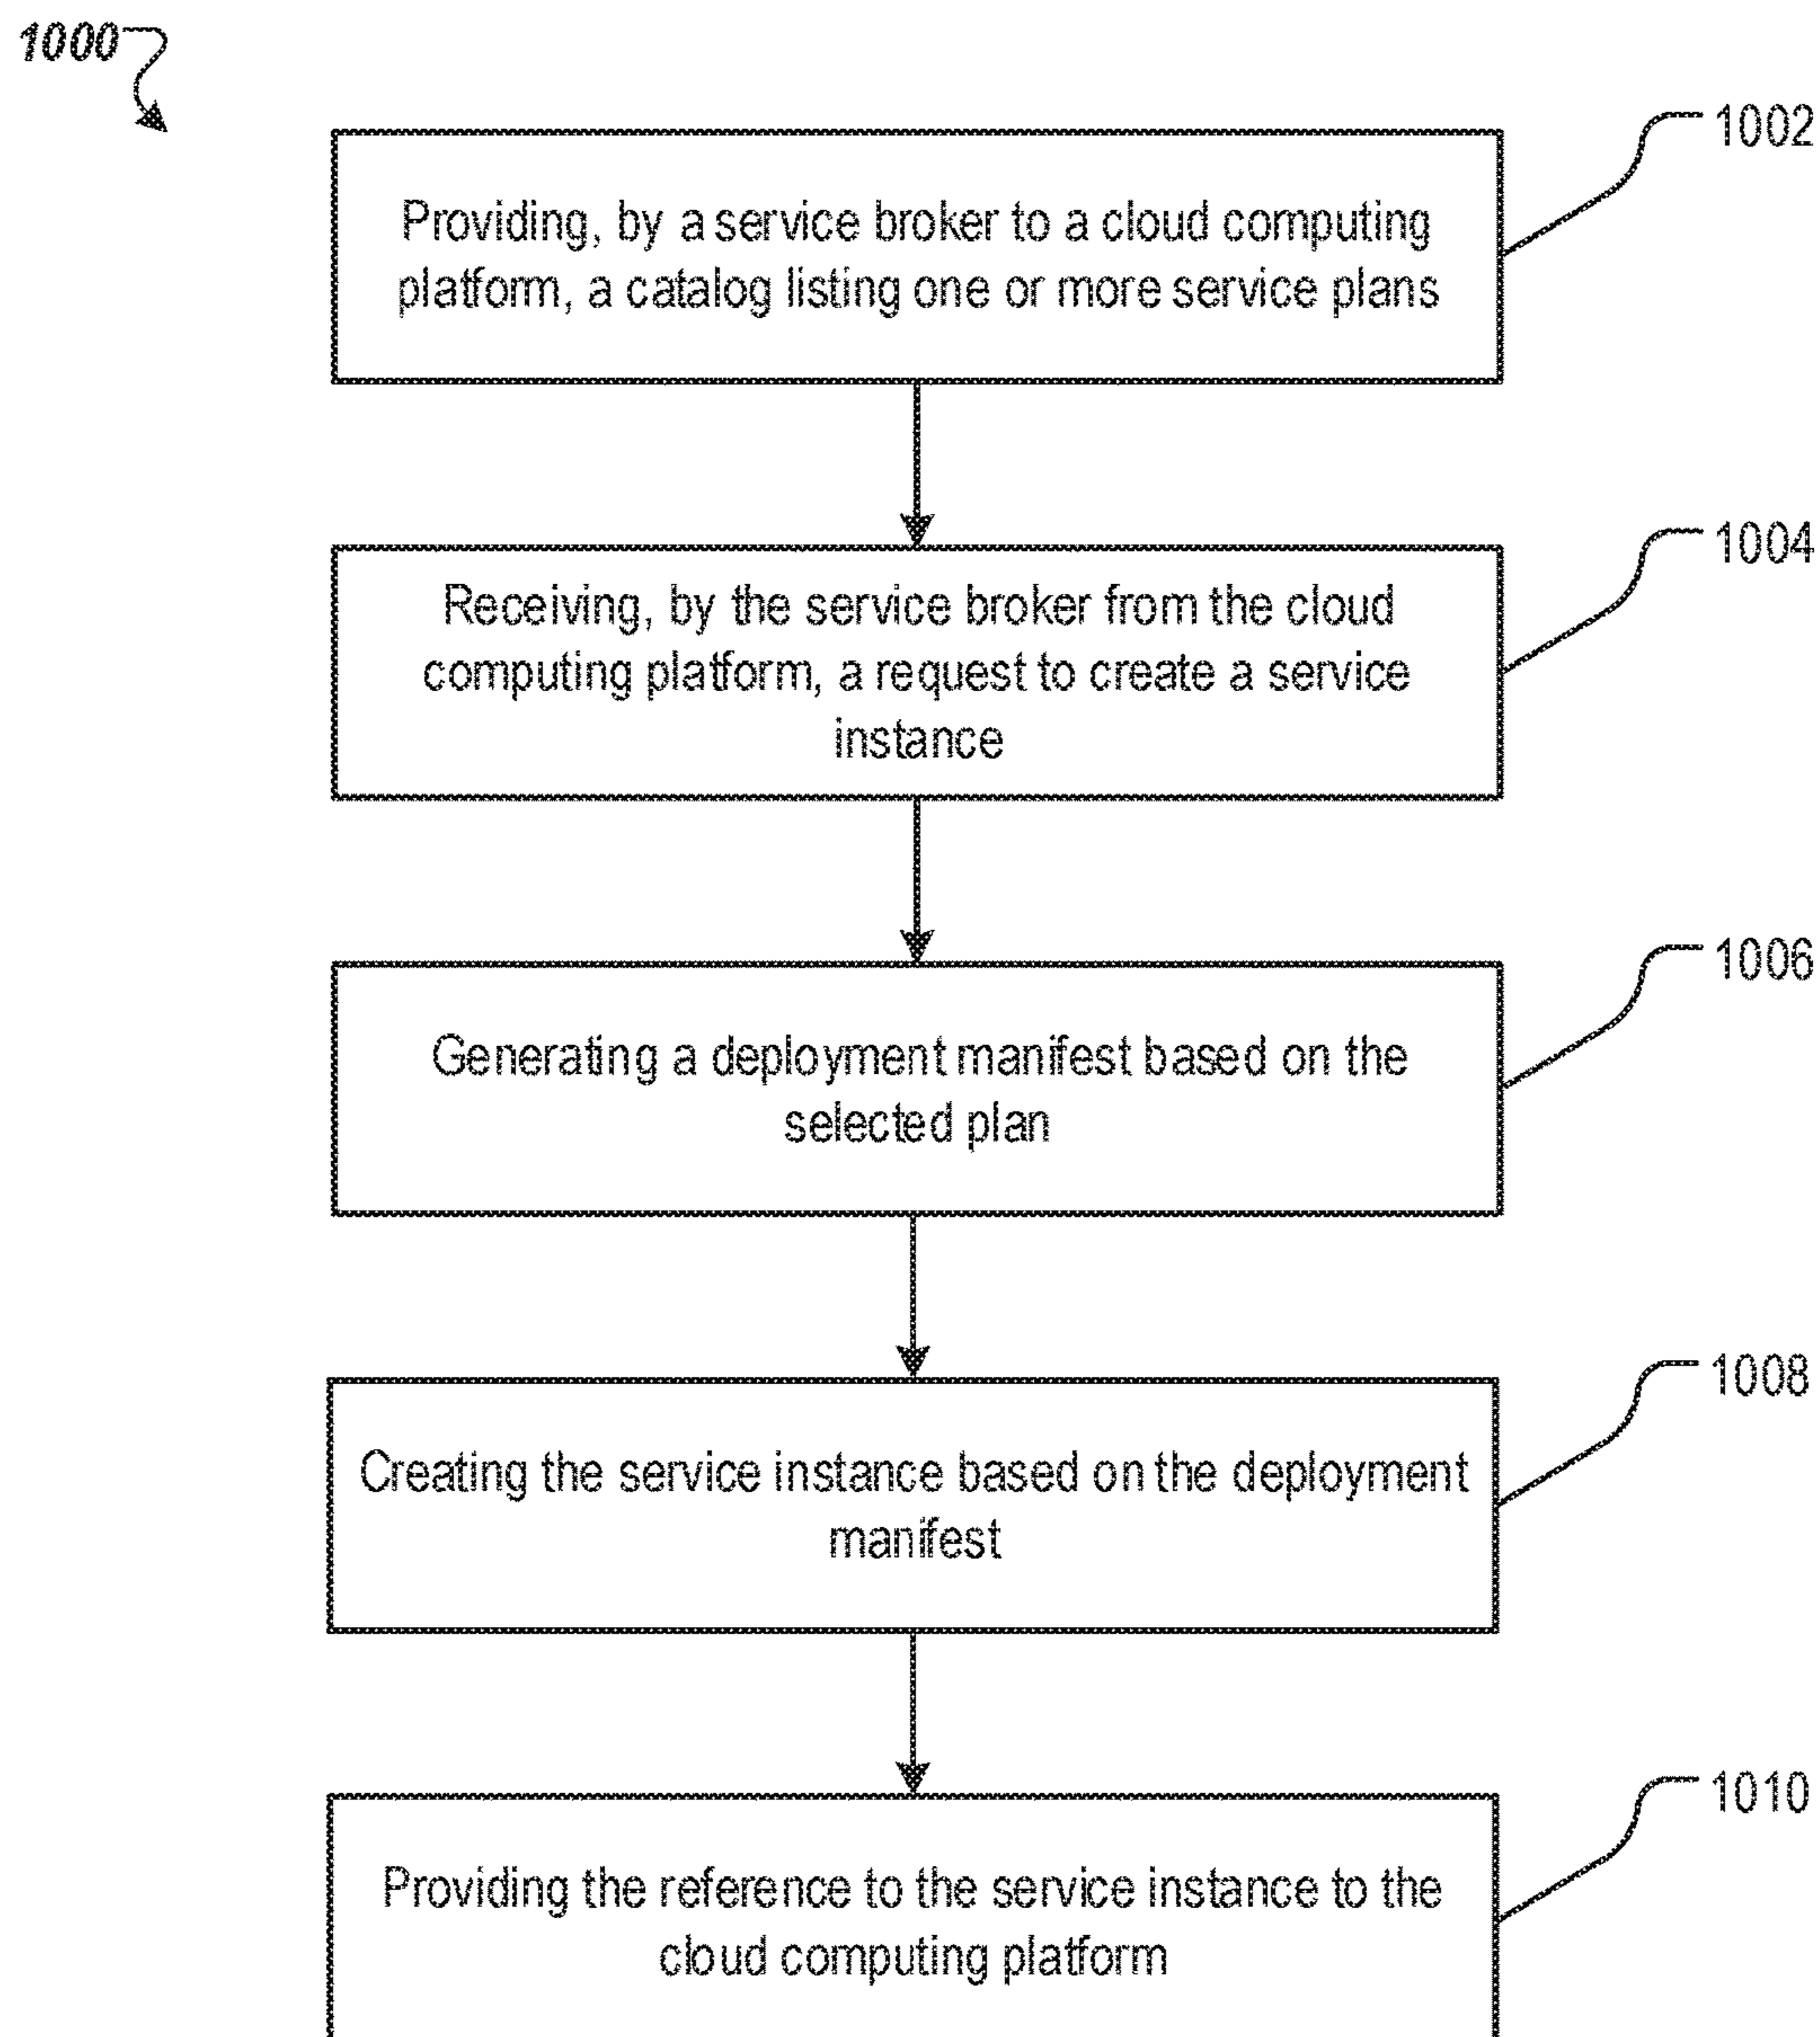 1000
1002
Providing, by a service broker to a cloud computing
platform, a catalog listing one or more service plans
1004
Receiving, by the service broker from the cloud
computing platform, a request to create a service
instance
1006
Generating a deployment manifest based on the
selected plan
1008
Creating the service instance based on the deployment
manifest
1010
Providing the reference to the service instance to the
cloud computing platform